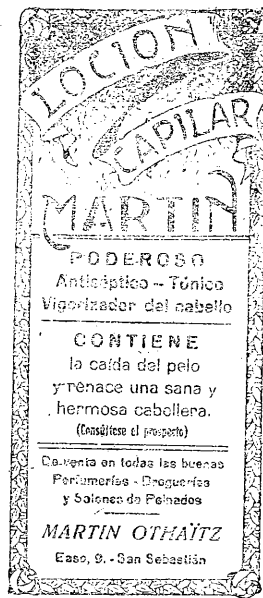 LOCION
CAPILAR
MARTIN
PODEROSO
Antiséptico -- Tónico
Vigorizador del cabello
CONTIENE
la caída del pelo
y renace una sana y
hermosa cabellera.
(Consúltese el prospecto)
De venta en todas las buenas
Perfumerías - Droguerías
y Salones de Peinados
MARTIN OTHAÏTZ
Easo, 9. - San Sebastián